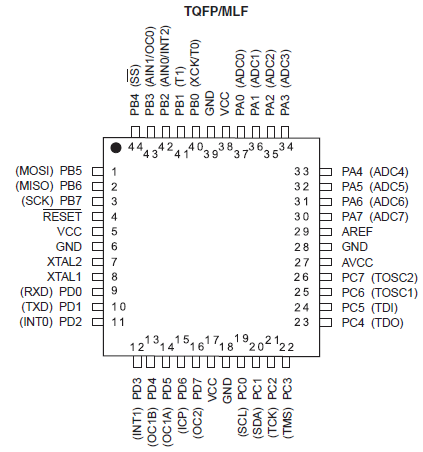 TQFP/MLF
PB4 (SS)
PB3 (AIN1/OC0)
PB2 (AIN0/INT2)
PB1 (T1)
PB0 (XCK/T0)
GND
VCC
PA0 (ADC0)
PA1 (ADC1)
PA2 (ADC2)
PA3 (ADC3)
44 43 42 41 40 39 38 37 36 35 34
(MOSI) PB5 1
(MISO) PB6 2
(SCK) PB7 3
RESET 4
VCC 5
GND 6
XTAL2 7
XTAL1 8
(RXD) PD0 9
(TXD) PD1 10
(INT0) PD2 11
33 PA4 (ADC4)
32 PA5 (ADC5)
31 PA6 (ADC6)
30 PA7 (ADC7)
29 AREF
28 GND
27 AVCC
26 PC7 (TOSC2)
25 PC6 (TOSC1)
24 PC5 (TDI)
23 PC4 (TDO)
12 13 14 15 16 17 18 19 20 21 22
(INT1) PD3
(OC1B) PD4
(OC1A) PD5
(ICP) PD6
(OC2) PD7
VCC
GND
(SCL) PC0
(SDA) PC1
(TCK) PC2
(TMS) PC3